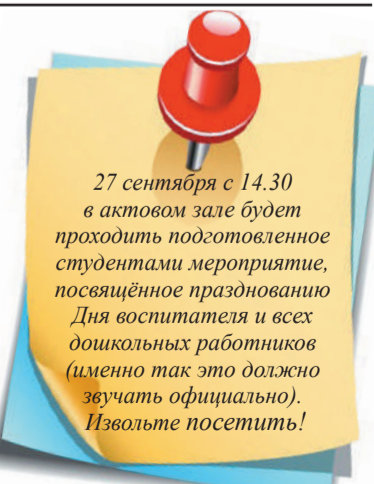 27 сентября с 14.30
в актовом зале будет
проходить подготовленное
студентами мероприятие,
посвящённое празднованию
Дня воспитателя и всех
дошкольных работников
(именно так это должно
звучать официально).
Извольте посетить!